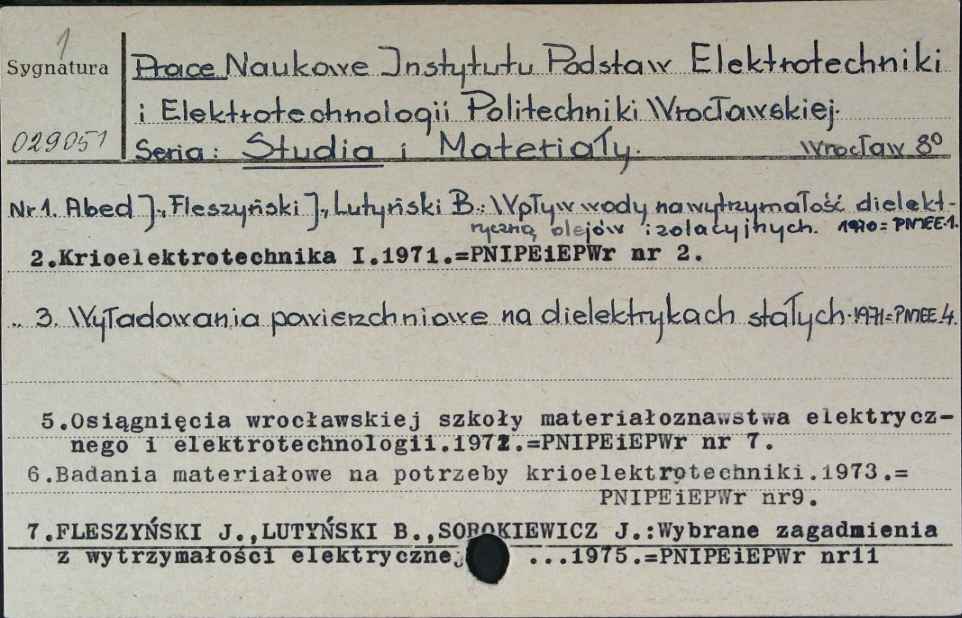 1
Sygnatura
029051
Prace Naukowe Instytutu Podstaw Elektrotechniki
i Elektrotechnologii Politechniki Wrocławskiej.
Seria: Studia i Materiały. Wrocław 8º
Nr 1. Abed J., Fleszyński J., Lutyński B.: Wpływ wody na wytrzymałość dielekt-
ryczną olejów izolacyjnych. 1970=PNIEE.1.
2.Krioelektrotechnika I.1971.=PNIPEiEPWr nr 2.
„ 3. Wyładowania powierzchniowe na dielektrykach stałych. 1971=PNIEE.4.
5.Osiągnięcia wrocławskiej szkoły materiałoznawstwa elektrycz-
nego i elektrotechnologii.1972.=PNIPEiEPWr nr 7.
6.Badania materiałowe na potrzeby krioelektrotechniki.1973.=
PNIPEiEPWr nr9.
7.FLESZYŃSKI J.,LUTYŃSKI B.,SOROKIEWICZ J.:Wybrane zagadnienia
z wytrzymałości elektrycznej ...1975.=PNIPEiEPWr nr11